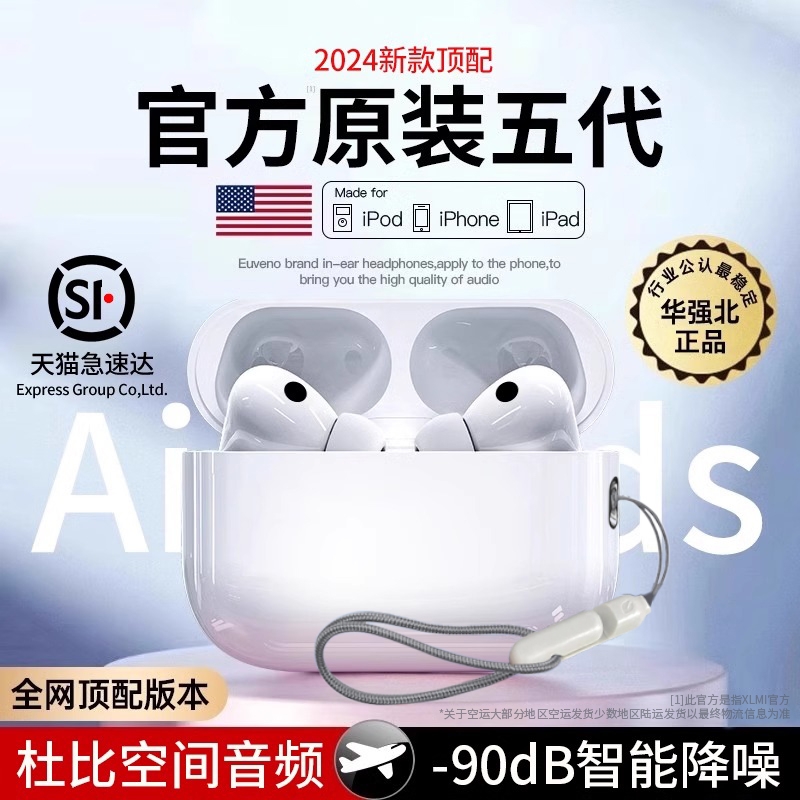 2024新款顶配
官方原装五代
[1]
Made for
iPod iPhone iPad
Euveno brand in-ear headphones,apply to the phone,to
bring you the high quality of audio
行业公认最稳定
华强北
正品
天猫急速达
Express Group Co,Ltd.
Ai ds
全网顶配版本
[1]此官方是指XLMI官方
*关于空运大部分地区空运发货少数地区陆运发货以最终物流信息为准
杜比空间音频
-90dB智能降噪